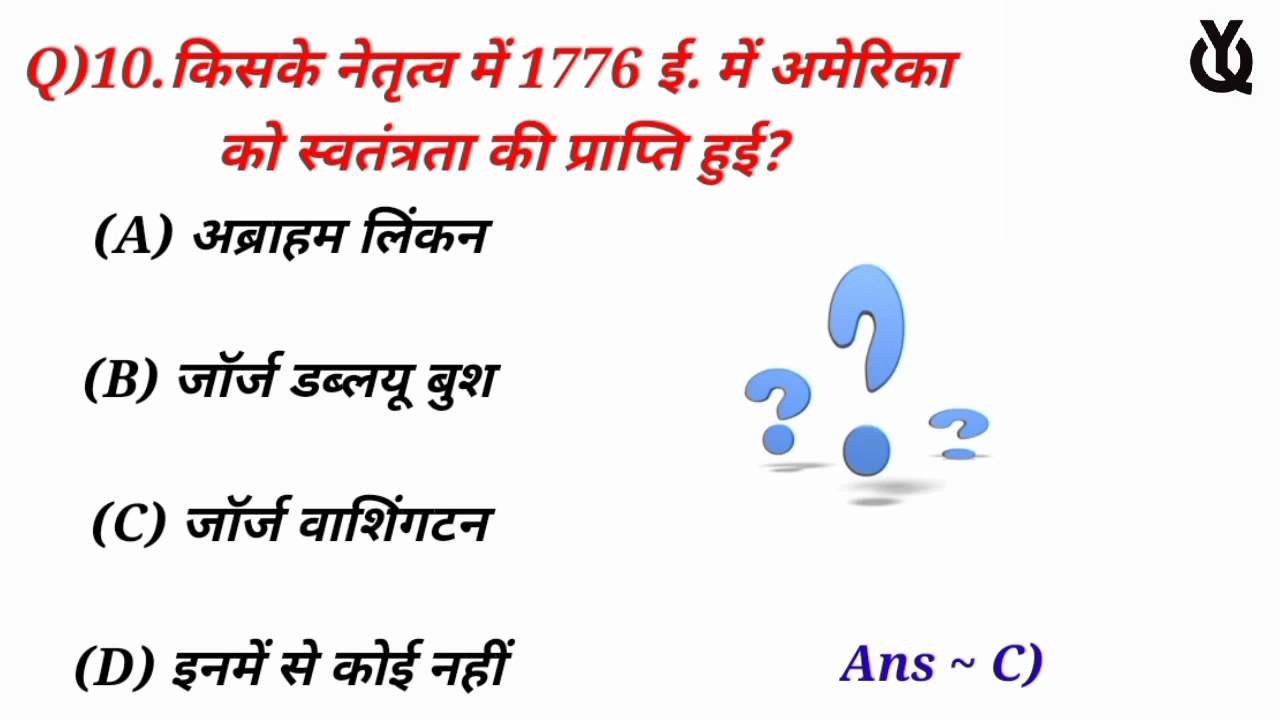 Q)10.किसके नेतृत्व में 1776 ई. में अमेरिका
को स्वतंत्रता की प्राप्ति हुई?
(A) अब्राहम लिंकन
(B) जॉर्ज डब्लयू बुश
(C) जॉर्ज वाशिंगटन
(D) इनमें से कोई नहीं
Ans ~ C)